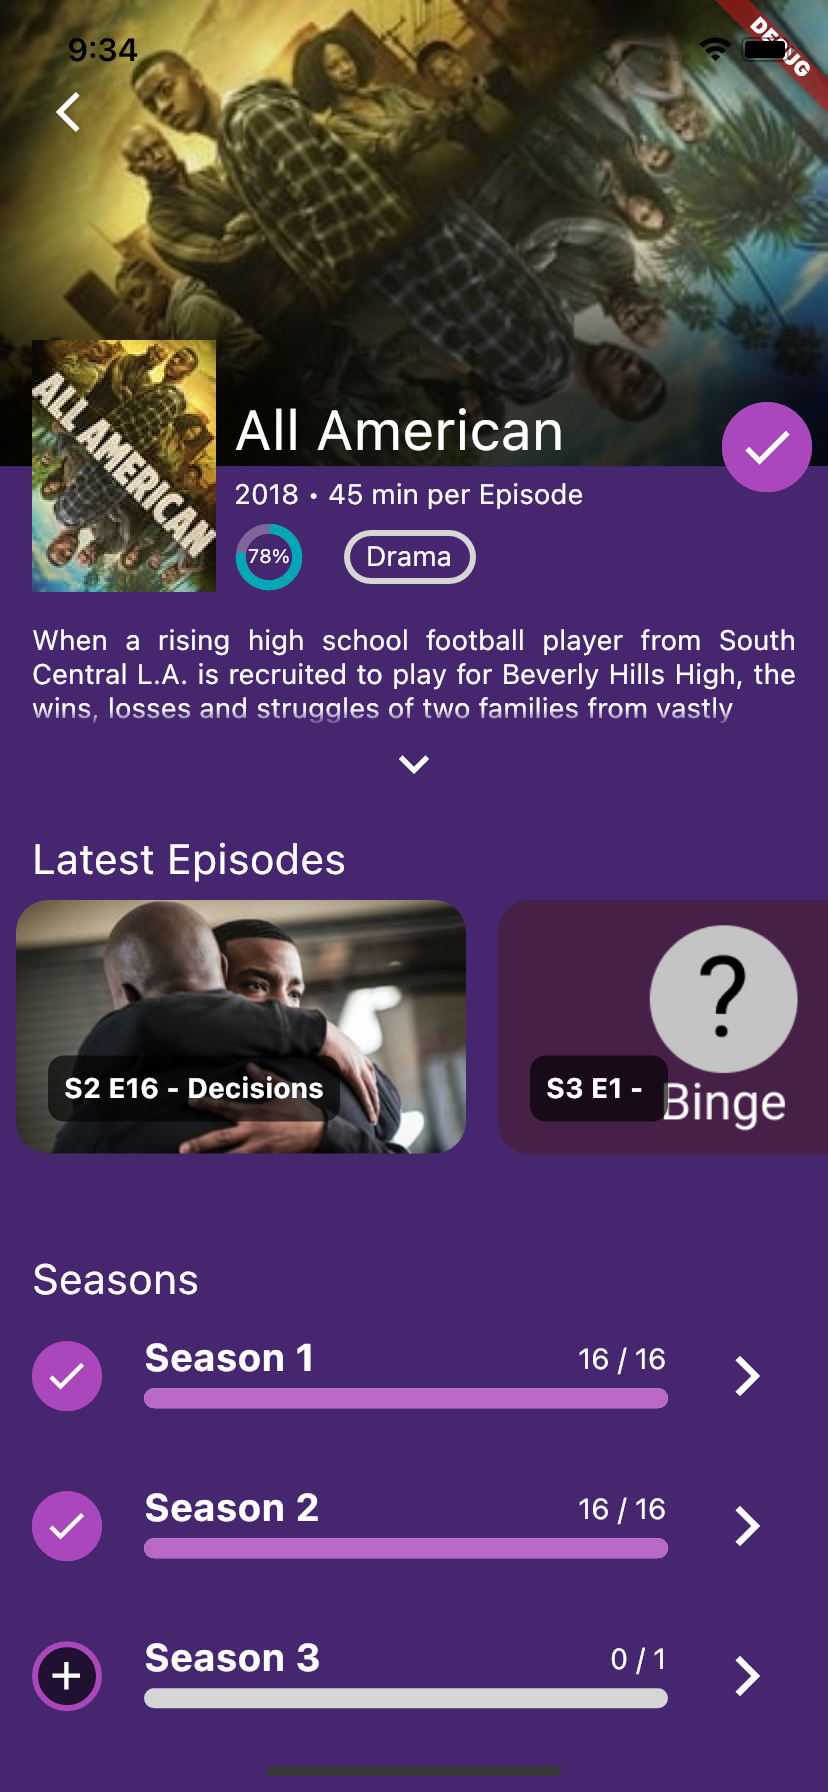 9:34
DEBUG
ALL AMERICAN
All American
2018 • 45 min per Episode
78%
Drama
When a rising high school football player from South
Central L.A. is recruited to play for Beverly Hills High, the
wins, losses and struggles of two families from vastly
Latest Episodes
?
S2 E16 - Decisions
S3 E1 -
Binge
Seasons
Season 1
16 / 16
Season 2
16 / 16
Season 3
0 / 1